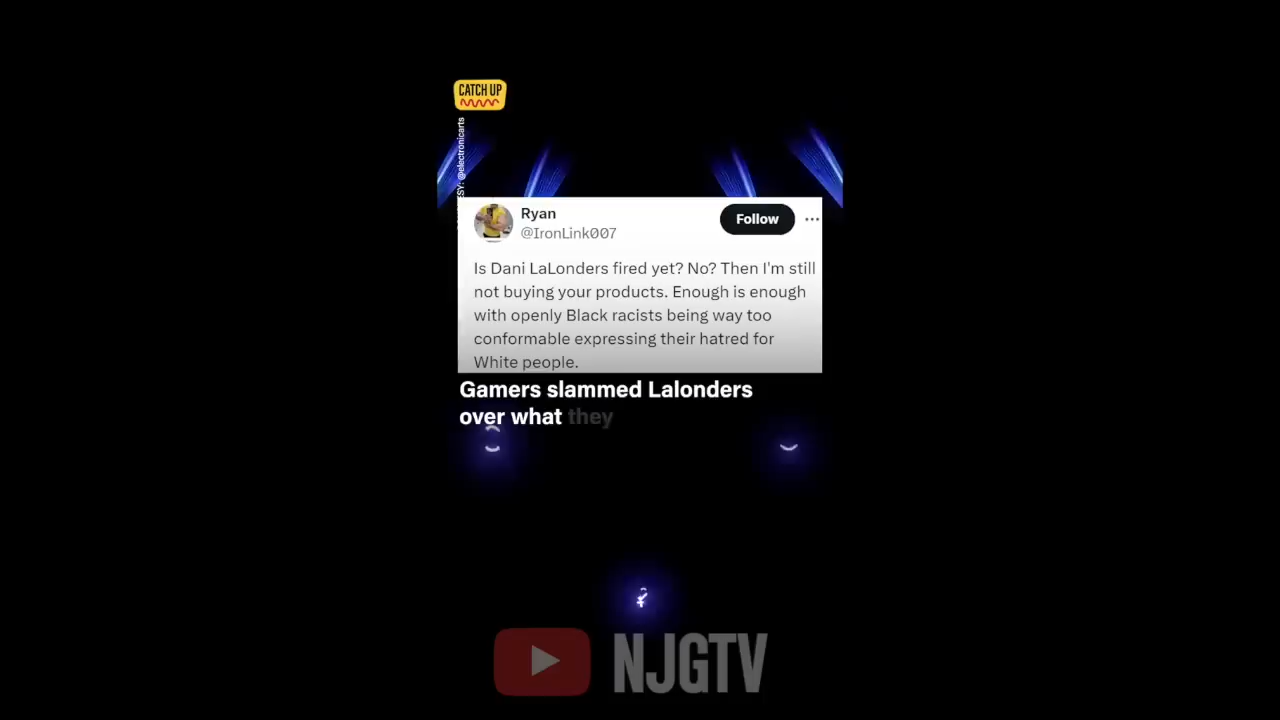 CATCH UP
SY: @electronicarts
Ryan
@IronLink007
Follow
Is Dani LaLonders fired yet? No? Then I'm still
not buying your products. Enough is enough
with openly Black racists being way too
conformable expressing their hatred for
White people.
Gamers slammed Lalonders
over what they
NJGTV